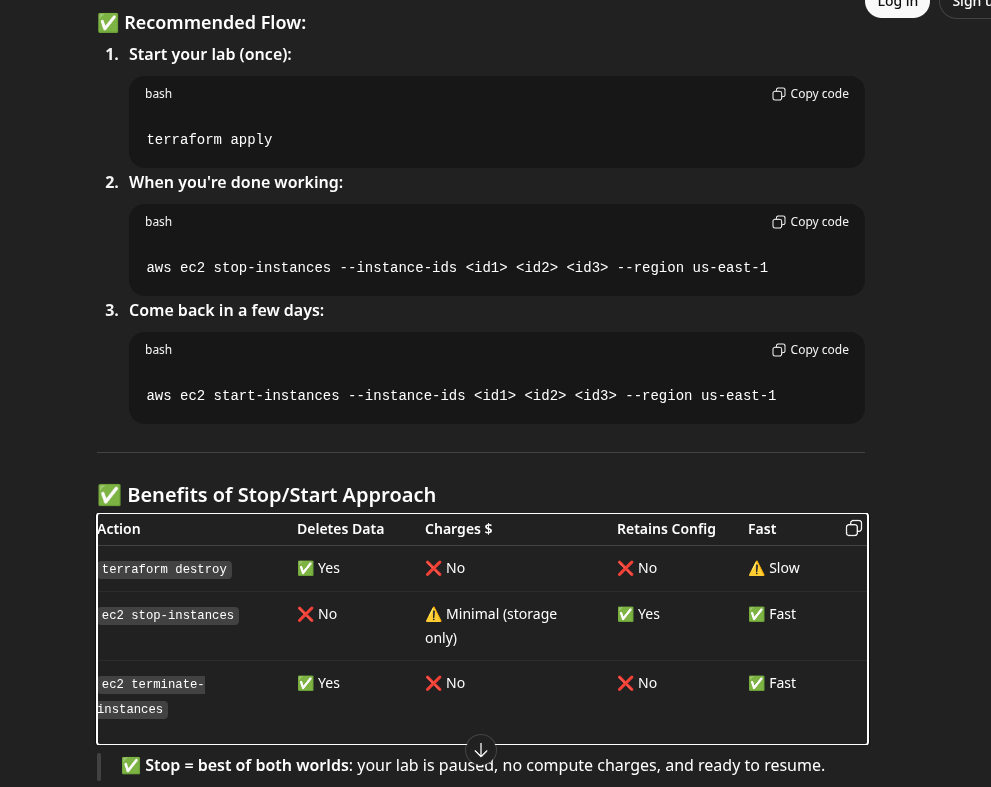 Log in
Sign u
✅ Recommended Flow:
1. Start your lab (once):
bash
Copy code
terraform apply
2. When you're done working:
bash
Copy code
aws ec2 stop-instances --instance-ids <id1> <id2> <id3> --region us-east-1
3. Come back in a few days:
bash
Copy code
aws ec2 start-instances --instance-ids <id1> <id2> <id3> --region us-east-1
✅ Benefits of Stop/Start Approach
Action Deletes Data Charges $ Retains Config Fast
terraform destroy ✅ Yes ❌ No ❌ No ⚠️ Slow
ec2 stop-instances ❌ No ⚠️ Minimal (storage ✅ Yes ✅ Fast
only)
ec2 terminate- ✅ Yes ❌ No ❌ No ✅ Fast
instances
✅ Stop = best of both worlds: your lab is paused, no compute charges, and ready to resume.